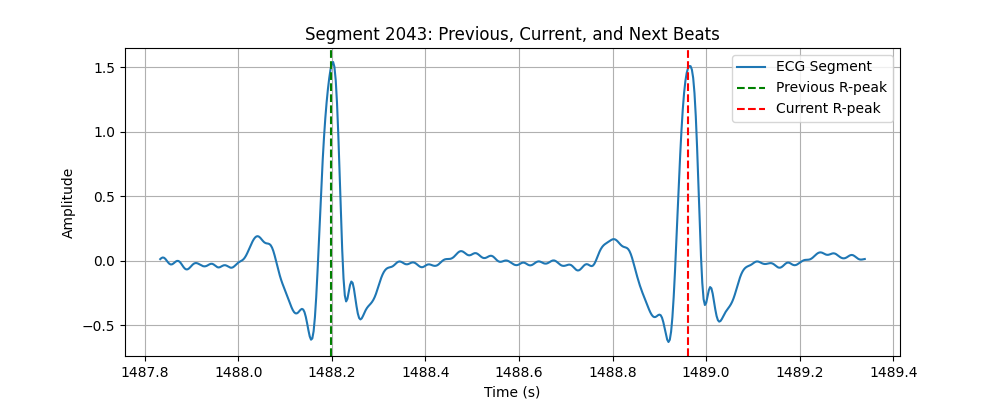 Segment 2043: Previous, Current, and Next Beats
ECG Segment
Previous R-peak
Current R-peak
1.5
1.0
0.5
0.0
−0.5
Amplitude
1487.8 1488.0 1488.2 1488.4 1488.6 1488.8 1489.0 1489.2 1489.4
Time (s)